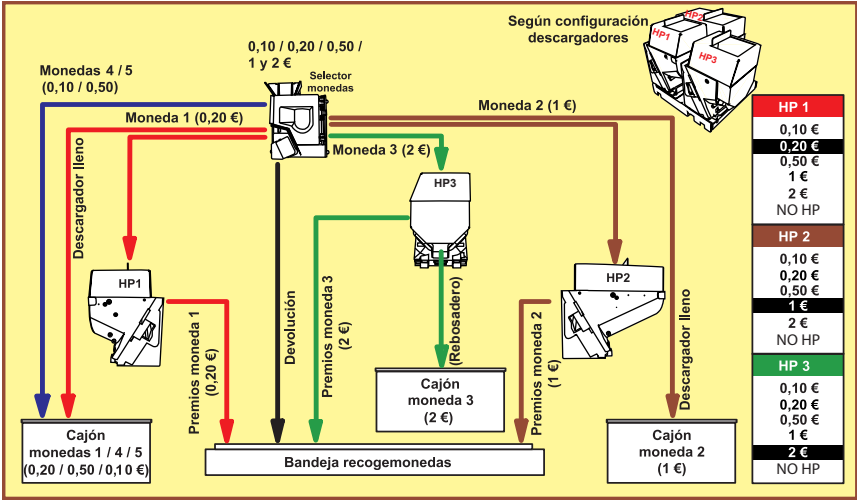 Según configuración
descargadores
HP1
HP2
HP3
0,10 / 0,20 / 0,50 /
1 y 2 €
Selector
monedas
Monedas 4 / 5
(0,10 / 0,50)
Moneda 1 (0,20 €)
Moneda 2 (1 €)
Moneda 3 (2 €)
Descargador lleno
HP1
HP3
HP2
Premios moneda 1
(0,20 €)
Devolución
Premios moneda 3
(2 €)
(Rebosadero)
Premios moneda 2
(1 €)
Descargador lleno
Cajón
monedas 1 / 4 / 5
(0,20 / 0,50 / 0,10 €)
Bandeja recogemonedas
Cajón
moneda 3
(2 €)
Cajón
moneda 2
(1 €)
HP 1
0,10 €
0,20 €
0,50 €
1 €
2 €
NO HP
HP 2
0,10 €
0,20 €
0,50 €
1 €
2 €
NO HP
HP 3
0,10 €
0,20 €
0,50 €
1 €
2 €
NO HP